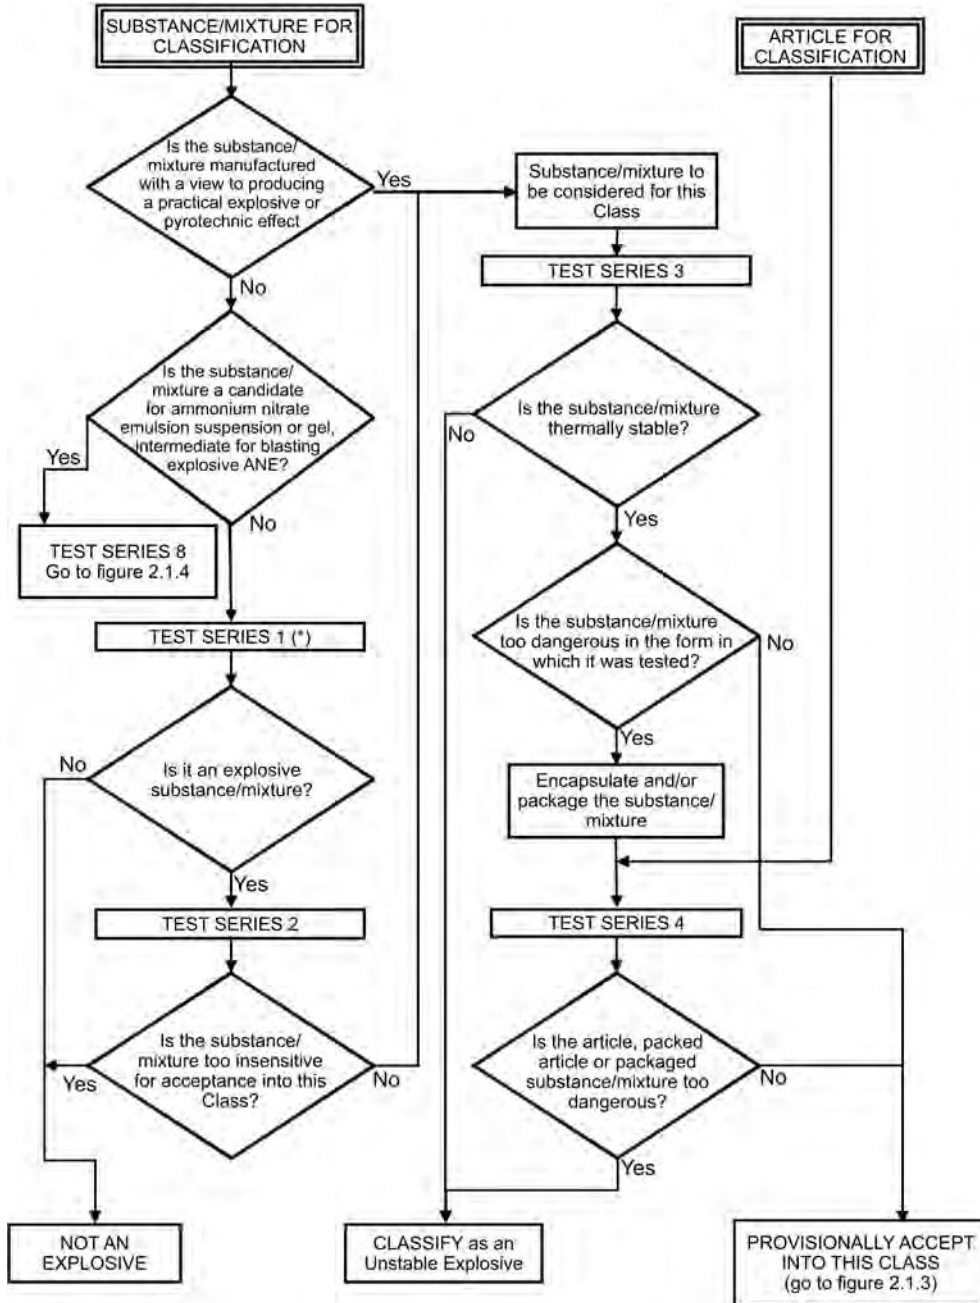 SUBSTANCE/MIXTURE FOR
CLASSIFICATION
ARTICLE FOR
CLASSIFICATION
Is the substance/
mixture manufactured
with a view to producing
a practical explosive or
pyrotechnic effect
Yes
No
Substance/mixture to
be considered for this
Class
TEST SERIES 3
Is the substance/
mixture a candidate
for ammonium nitrate
emulsion suspension or gel,
intermediate for blasting
explosive ANE?
Yes
No
Is the substance/mixture
thermally stable?
No
Yes
TEST SERIES 8
Go to figure 2.1.4
TEST SERIES 1 (*)
Is the substance/mixture
too dangerous in the form in
which it was tested?
No
Yes
Is it an explosive
substance/mixture?
No
Yes
Encapsulate and/or
package the substance/
mixture
TEST SERIES 2
TEST SERIES 4
Is the substance/
mixture too insensitive
for acceptance into this
Class?
Yes
No
Is the article, packed
article or packaged
substance/mixture too
dangerous?
No
Yes
NOT AN
EXPLOSIVE
CLASSIFY as an
Unstable Explosive
PROVISIONALLY ACCEPT
INTO THIS CLASS
(go to figure 2.1.3)